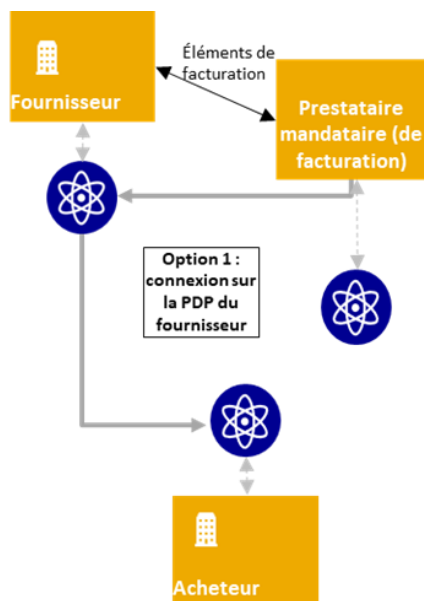 Éléments de
facturation
Fournisseur
Prestataire
mandataire (de
facturation)
Option 1 :
connexion sur
la PDP du
fournisseur
Acheteur